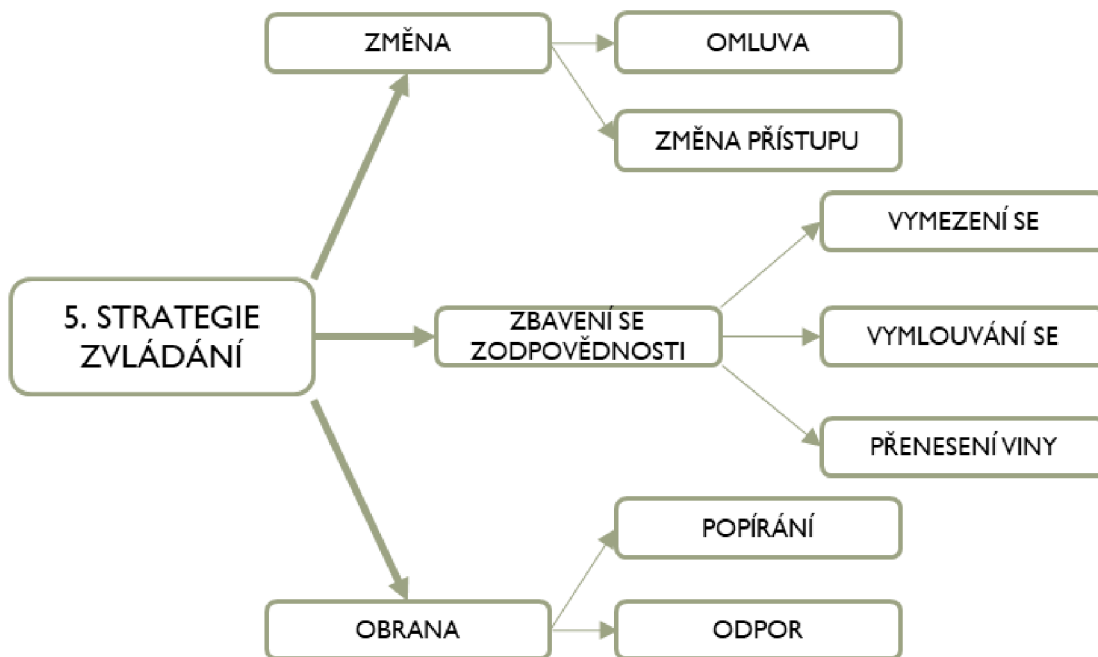 ZMĚNA
OMLUVA
ZMĚNA PŘÍSTUPU
VYMEZENÍ SE
5. STRATEGIE
ZVLÁDÁNÍ
ZBAVENÍ SE
ZODPOVĚDNOSTI
VYMLOUVÁNÍ SE
PŘENESENÍ VINY
POPÍRÁNÍ
OBRANA
ODPOR